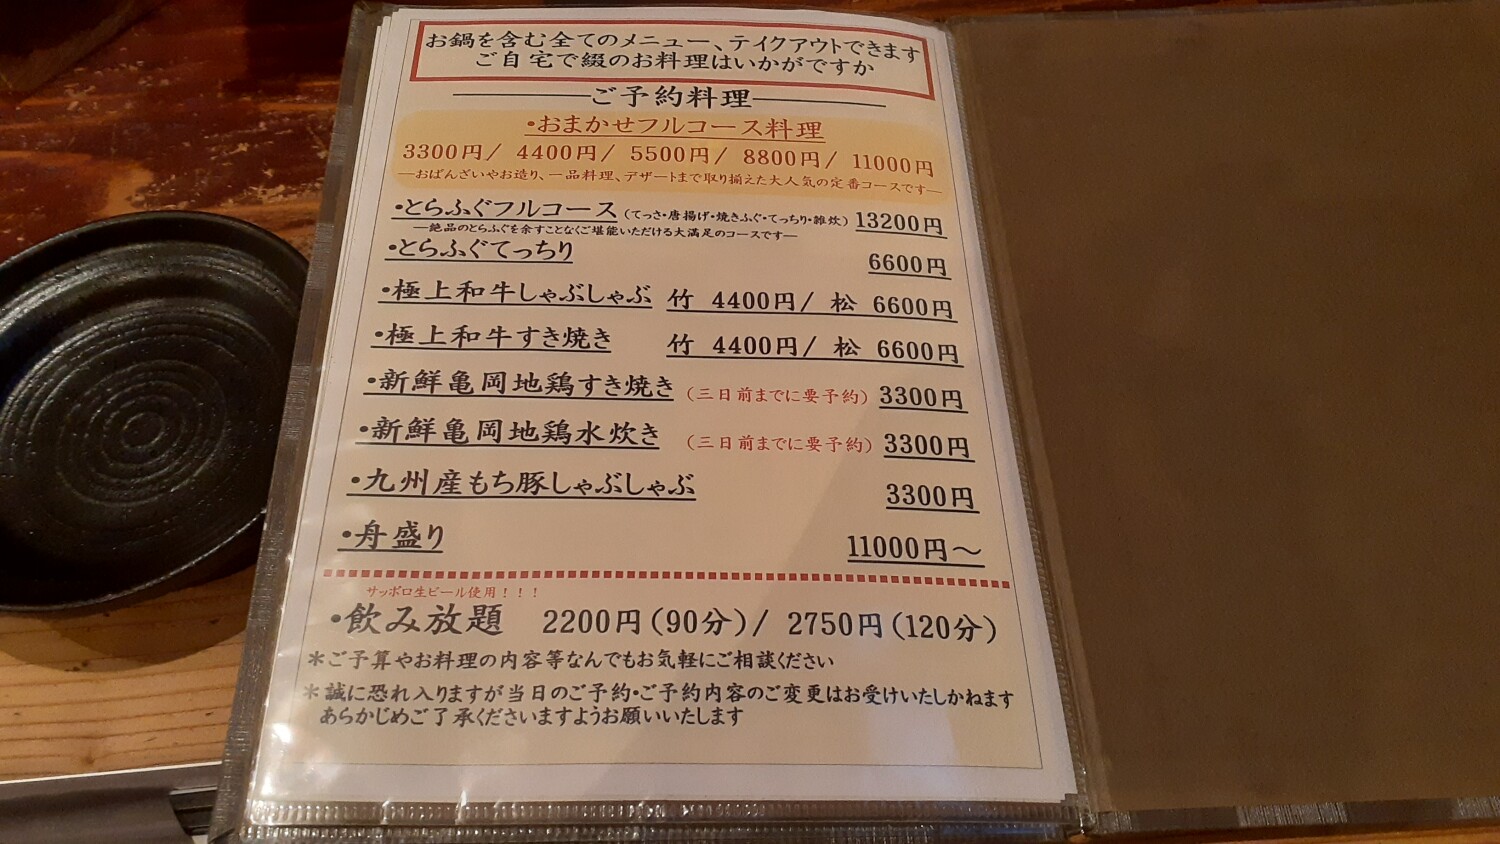 お鍋を含む全てのメニュー、テイクアウトできます
ご自宅で綴のお料理はいかがですか
ご予約料理
・おまかせフルコース料理
3300円/ 4400円/ 5500円/ 8800円/ 11000円
―おばんざいやお造り、一品料理、デザートまで取り揃えた大人気の定番コースです―
・とらふぐフルコース (てっさ・唐揚げ・焼きふぐ・てっちり・雑炊) 13200円
―絶品のとらふぐを余すことなくご堪能いただける大満足のコースです―
・とらふぐてっちり 6600円
・極上和牛しゃぶしゃぶ 竹 4400円/ 松 6600円
・極上和牛すき焼き 竹 4400円/ 松 6600円
・新鮮亀岡地鶏すき焼き (三日前までに要予約) 3300円
・新鮮亀岡地鶏水炊き (三日前までに要予約) 3300円
・九州産もち豚しゃぶしゃぶ 3300円
・舟盛り 11000円～
サッポロ生ビール使用！！！
・飲み放題 2200円(90分)/ 2750円(120分)
＊ご予算やお料理の内容等なんでもお気軽にご相談ください
＊誠に恐れ入りますが当日のご予約・ご予約内容のご変更はお受けいたしかねます
あらかじめご了承くださいますようお願いいたします